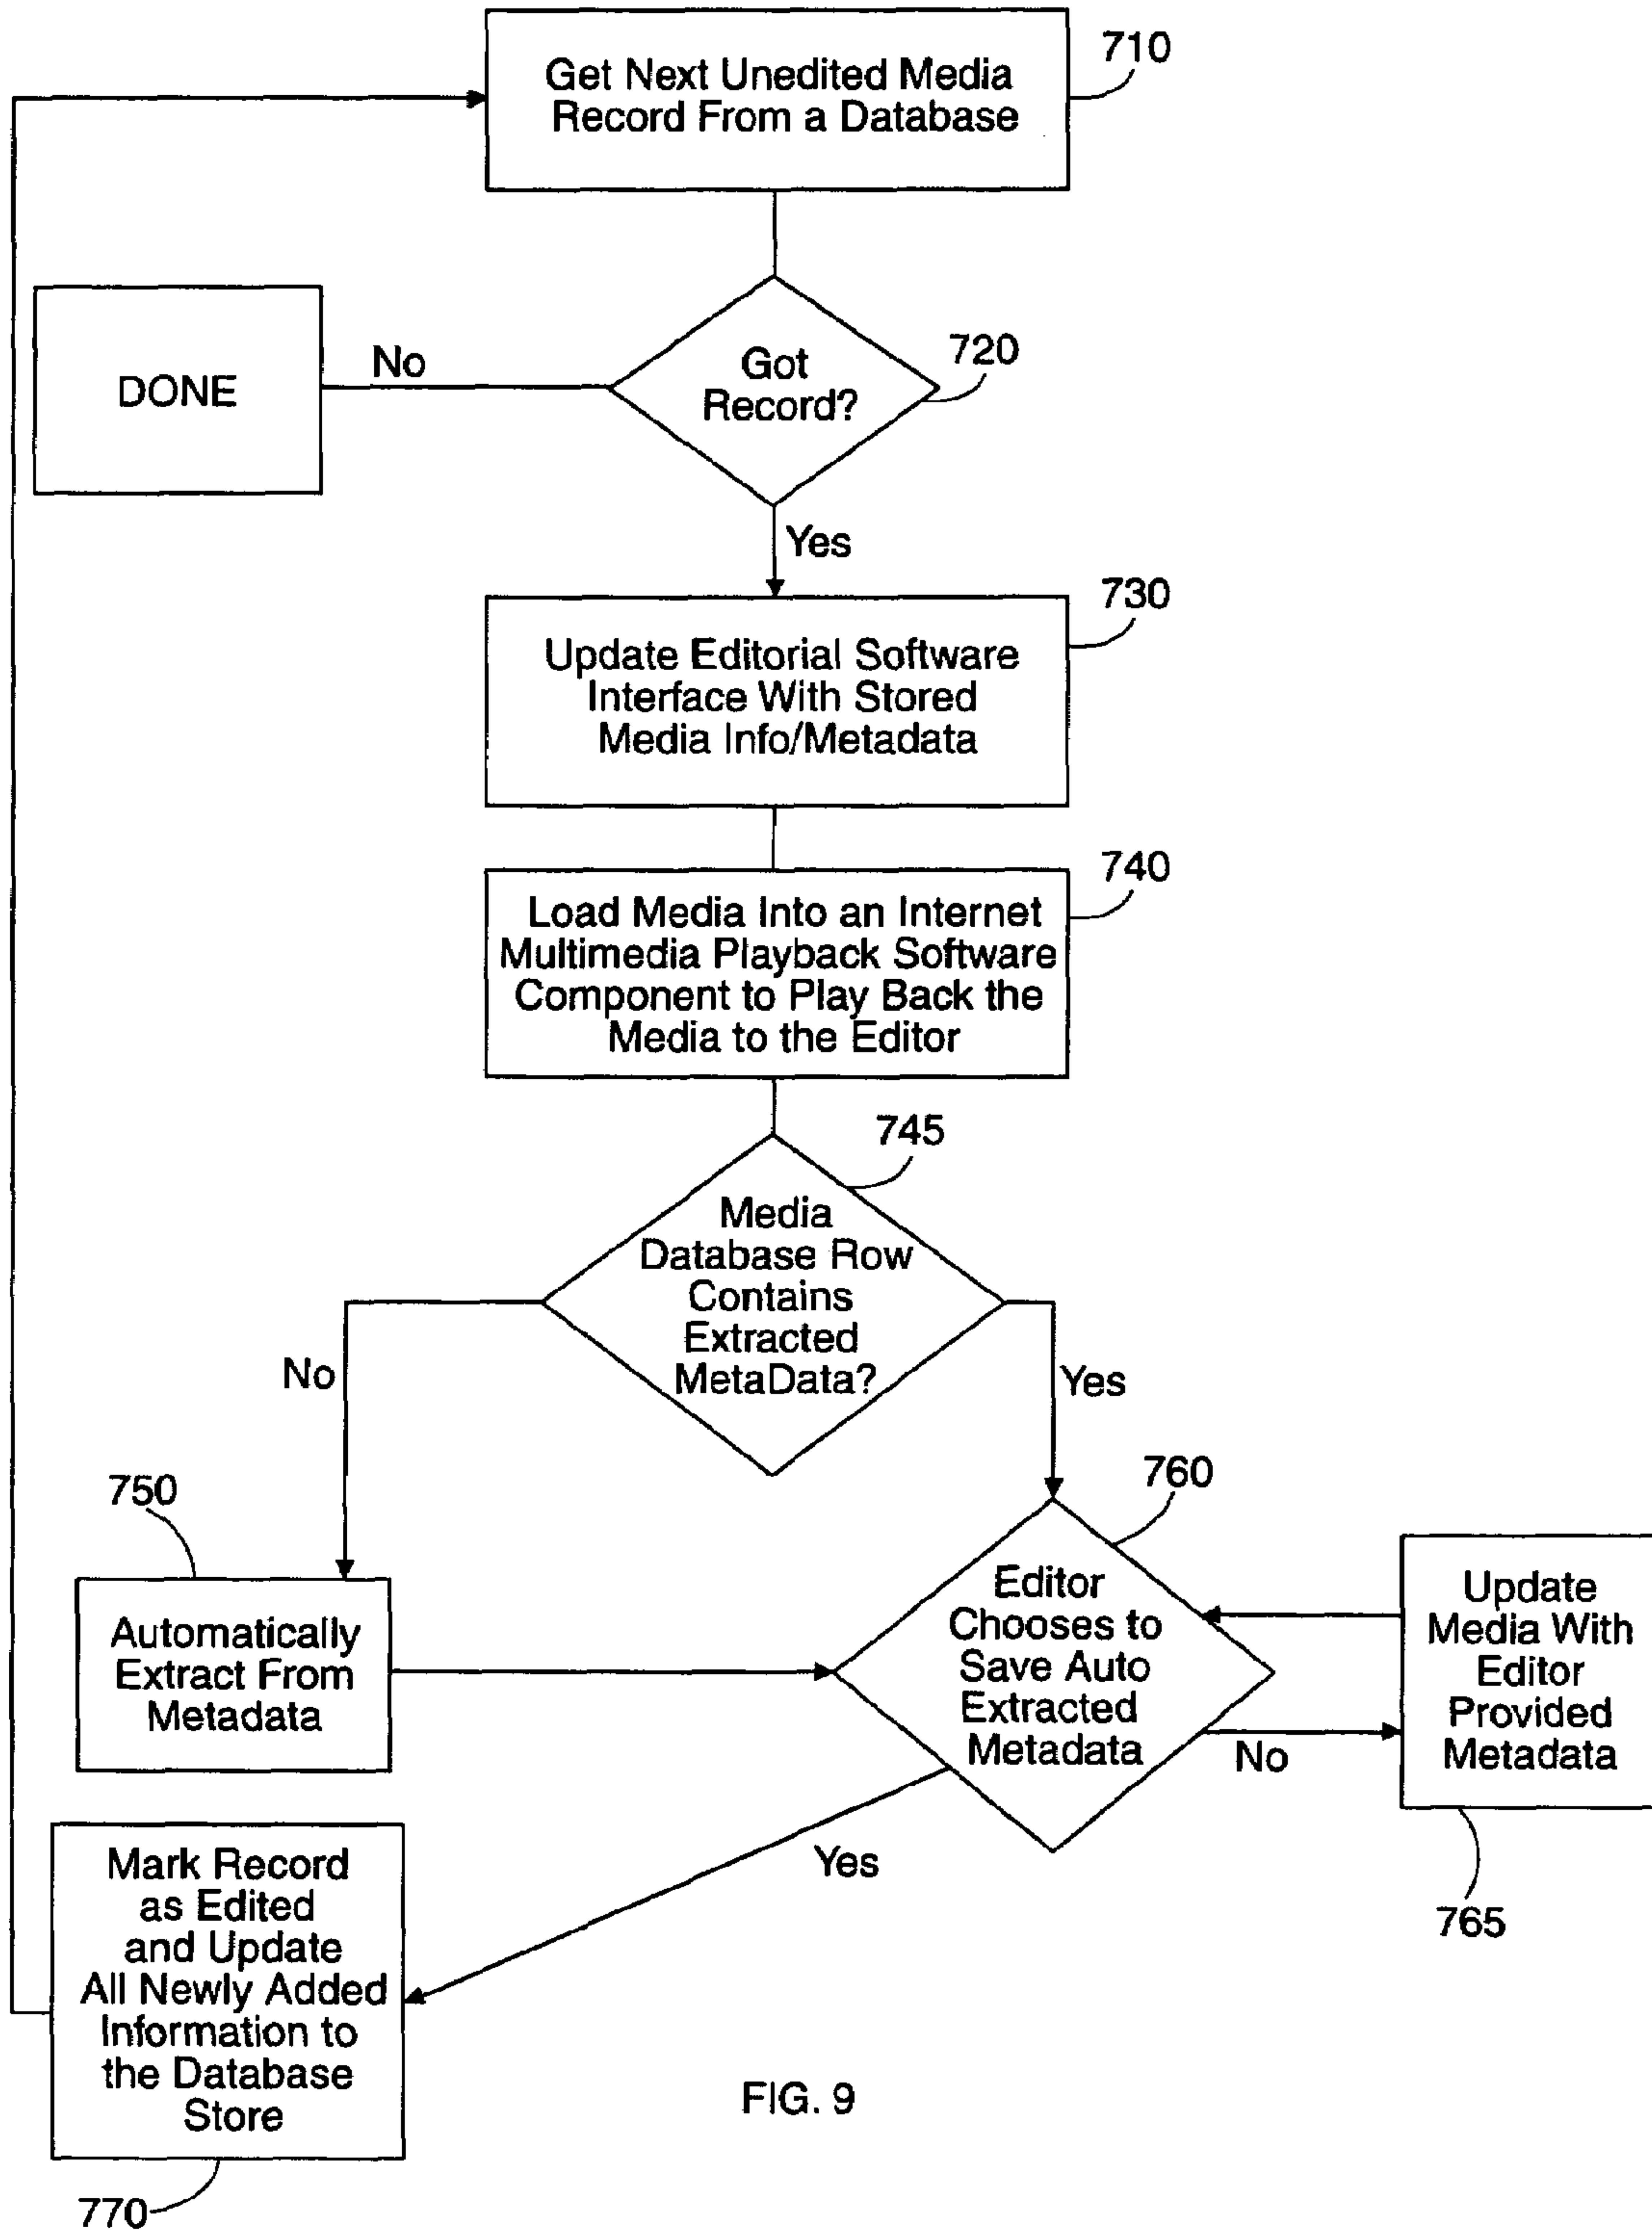 Get Next Unedited Media
Record From a Database
710
DONE
No
Got
Record?
720
Yes
Update Editorial Software
Interface With Stored
Media Info/Metadata
730
Load Media Into an Internet
Multimedia Playback Software
Component to Play Back the
Media to the Editor
740
745
Media
Database Row
Contains
Extracted
MetaData?
No
Yes
750
Automatically
Extract From
Metadata
760
Editor
Chooses to
Save Auto
Extracted
Metadata
No
Update
Media With
Editor
Provided
Metadata
765
Yes
Mark Record
as Edited
and Update
All Newly Added
Information to
the Database
Store
770
FIG. 9